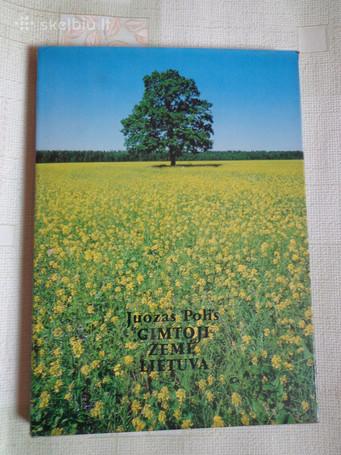 skelbiu.lt
Juozas Polis
GIMTOJI
ŽEMĖ
LIETUVA